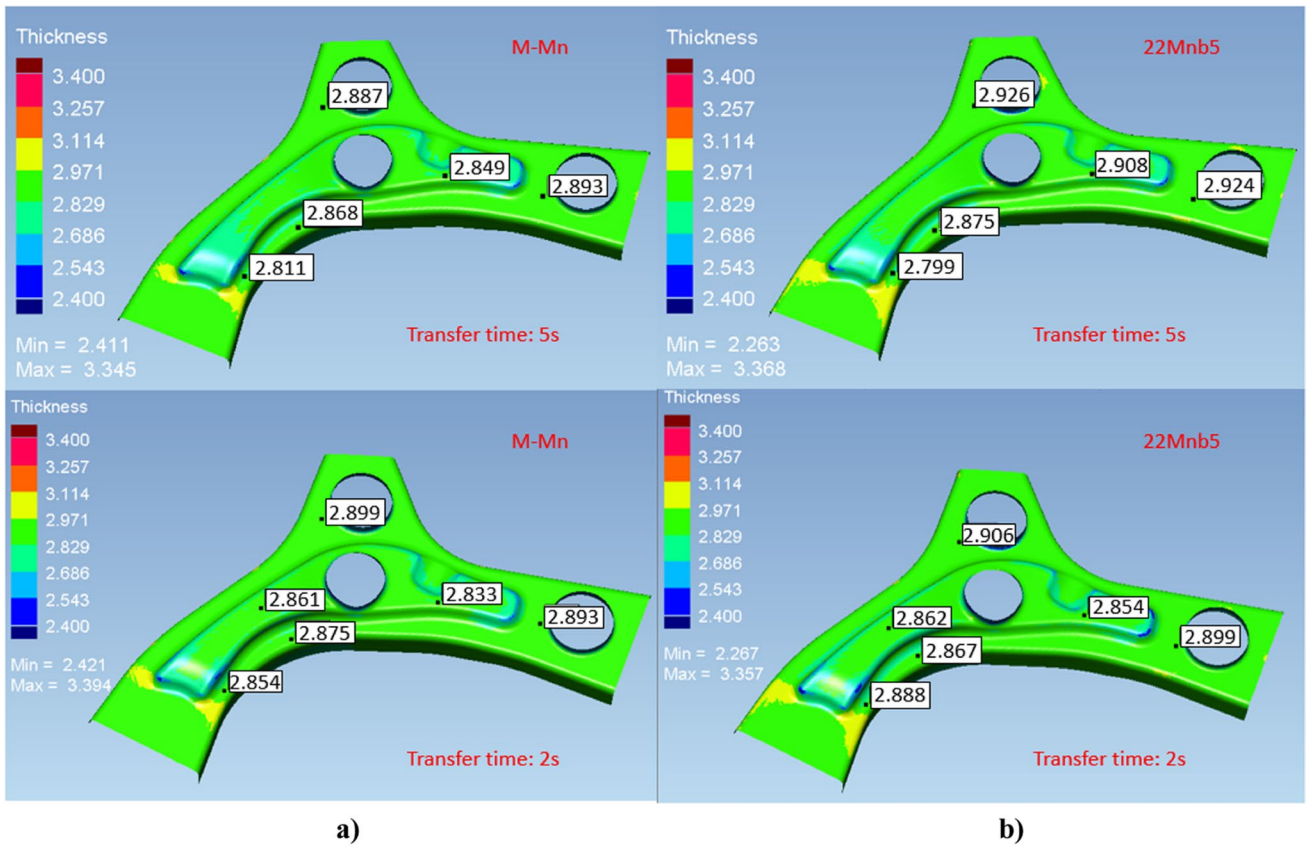 Thickness
M-Mn
3.400
3.257
3.114
2.971
2.829
2.686
2.543
2.400
Min = 2.411
Max = 3.345
2.887
2.849
2.893
2.868
2.811
Transfer time: 5s
Thickness
22Mnb5
3.400
3.257
3.114
2.971
2.829
2.686
2.543
2.400
Min = 2.263
Max = 3.368
2.926
2.908
2.924
2.875
2.799
Transfer time: 5s
Thickness
M-Mn
3.400
3.257
3.114
2.971
2.829
2.686
2.543
2.400
Min = 2.421
Max = 3.394
2.899
2.861
2.833
2.893
2.875
2.854
Transfer time: 2s
Thickness
22Mnb5
3.400
3.257
3.114
2.971
2.829
2.686
2.543
2.400
Min = 2.267
Max = 3.357
2.906
2.862
2.854
2.899
2.867
2.888
Transfer time: 2s
a)
b)